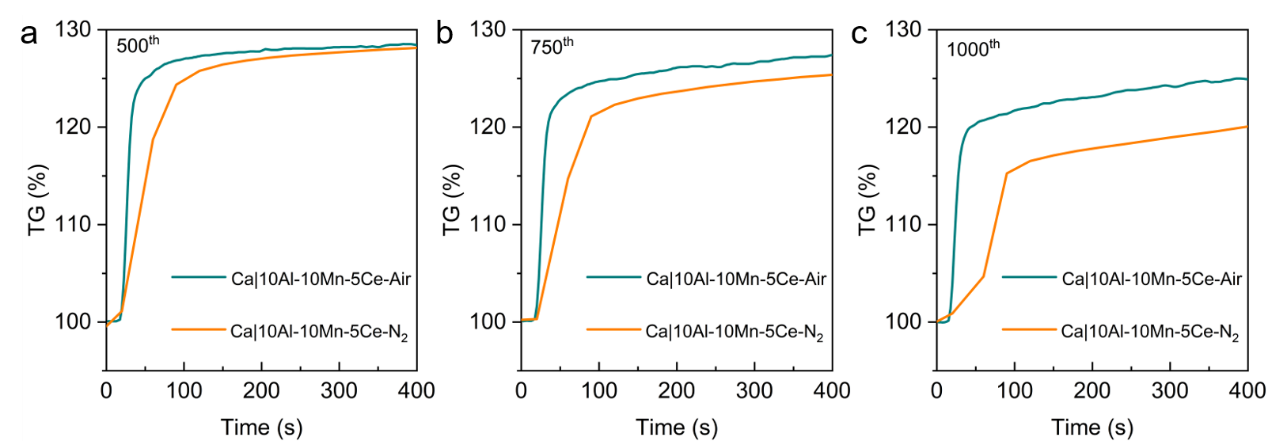 a
500th
TG (%)
130
120
110
100
Ca|10Al-10Mn-5Ce-Air
Ca|10Al-10Mn-5Ce-N2
0 100 200 300 400
Time (s)
b
750th
TG (%)
130
120
110
100
Ca|10Al-10Mn-5Ce-Air
Ca|10Al-10Mn-5Ce-N2
0 100 200 300 400
Time (s)
c
1000th
TG (%)
130
120
110
100
Ca|10Al-10Mn-5Ce-Air
Ca|10Al-10Mn-5Ce-N2
0 100 200 300 400
Time (s)